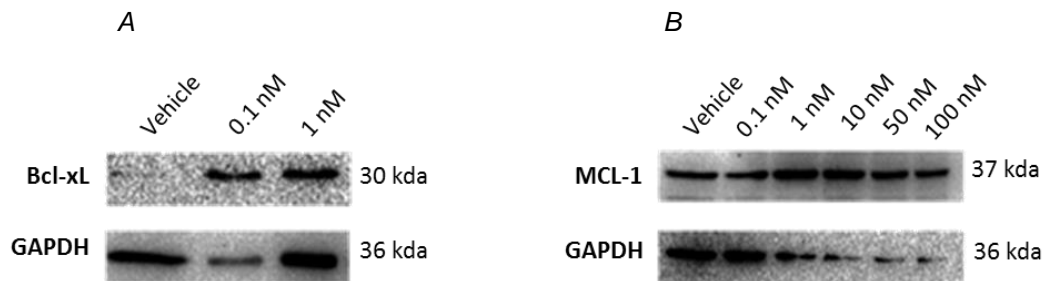 A
B
Vehicle
0.1 nM
1 nM
Vehicle
0.1 nM
1 nM
10 nM
50 nM
100 nM
Bcl-xL
30 kda
MCL-1
37 kda
GAPDH
36 kda
GAPDH
36 kda